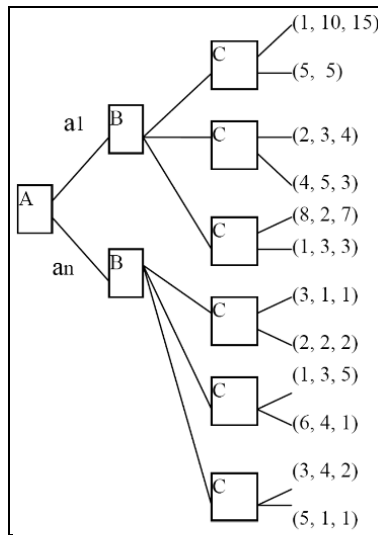 (1, 10, 15)
C
(5, 5)
B
a1
C
(2, 3, 4)
(4, 5, 3)
A
C
(8, 2, 7)
(1, 3, 3)
B
an
C
(3, 1, 1)
(2, 2, 2)
C
(1, 3, 5)
(6, 4, 1)
C
(3, 4, 2)
(5, 1, 1)